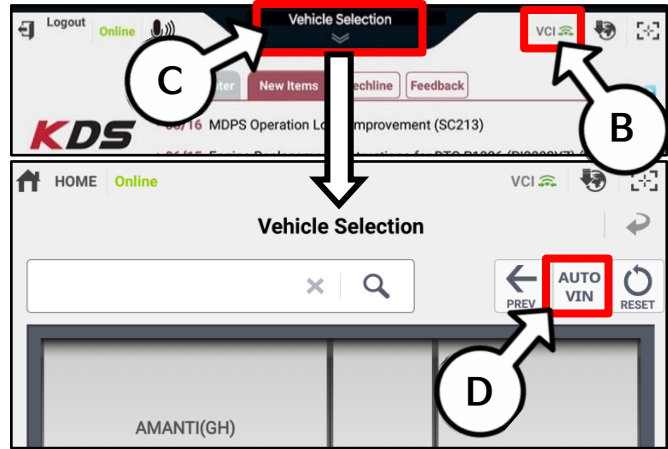 Logout
Online
Vehicle Selection
VCI
C
B
New Items
Feedback
KDS
MDPS Operation Lo
mprovement (SC213)
HOME
Online
VCI
Vehicle Selection
PREV
AUTO
VIN
RESET
D
AMANTI(GH)